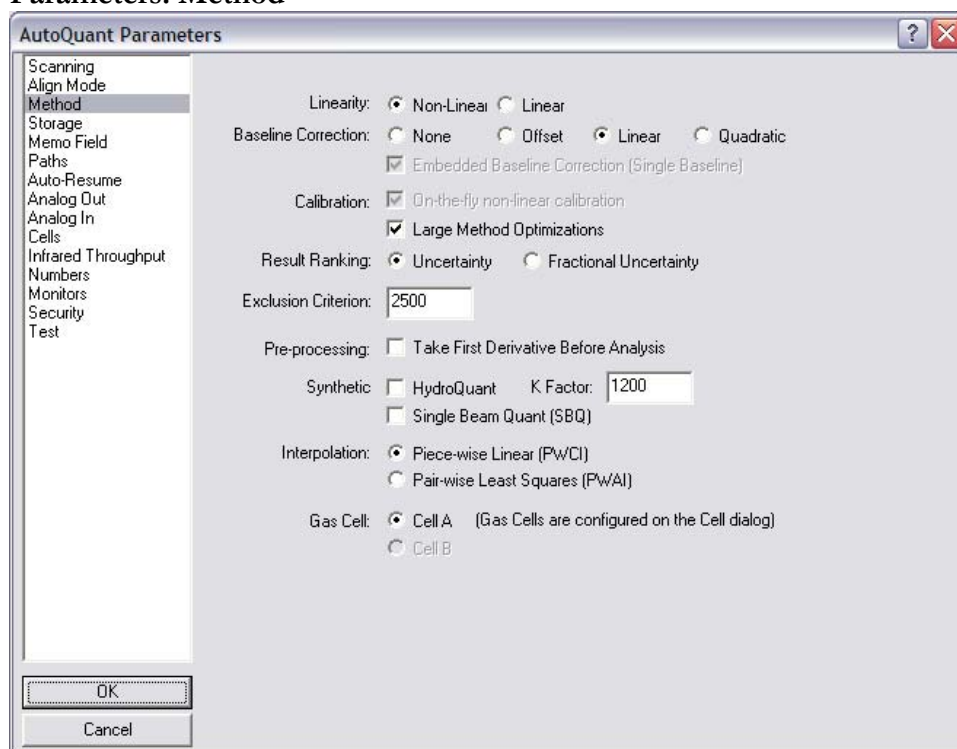 Parameters: Method
AutoQuant Parameters
Scanning
Align Mode
Method
Storage
Memo Field
Paths
Auto-Resume
Analog Out
Analog In
Cells
Infrared Throughput
Numbers
Monitors
Security
Test
OK
Cancel
Linearity: Non-Linear Linear
Baseline Correction: None Offset Linear Quadratic
Embedded Baseline Correction (Single Baseline)
Calibration: On-the-fly non-linear calibration
Large Method Optimizations
Result Ranking: Uncertainty Fractional Uncertainty
Exclusion Criterion: 2500
Pre-processing: Take First Derivative Before Analysis
Synthetic HydroQuant K Factor: 1200
Single Beam Quant (SBQ)
Interpolation: Piece-wise Linear (PWCI)
Pair-wise Least Squares (PWAI)
Gas Cell: Cell A (Gas Cells are configured on the Cell dialog)
Cell B